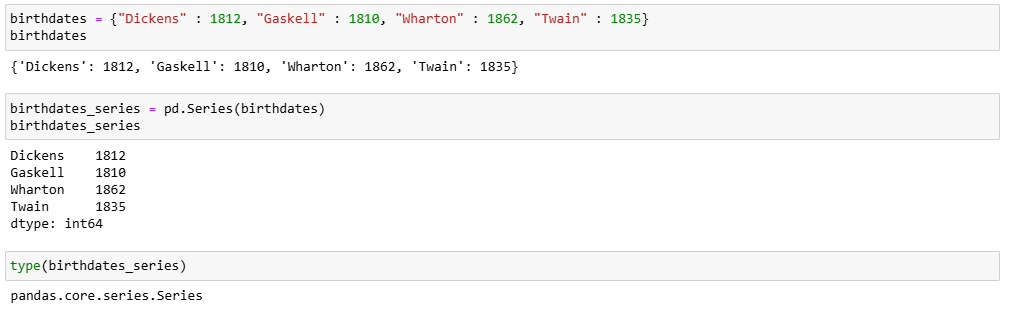 birthdates = {"Dickens" : 1812, "Gaskell" : 1810, "Wharton" : 1862, "Twain" : 1835}
birthdates
{'Dickens': 1812, 'Gaskell': 1810, 'Wharton': 1862, 'Twain': 1835}
birthdates_series = pd.Series(birthdates)
birthdates_series
Dickens    1812
Gaskell    1810
Wharton    1862
Twain      1835
dtype: int64
type(birthdates_series)
pandas.core.series.Series